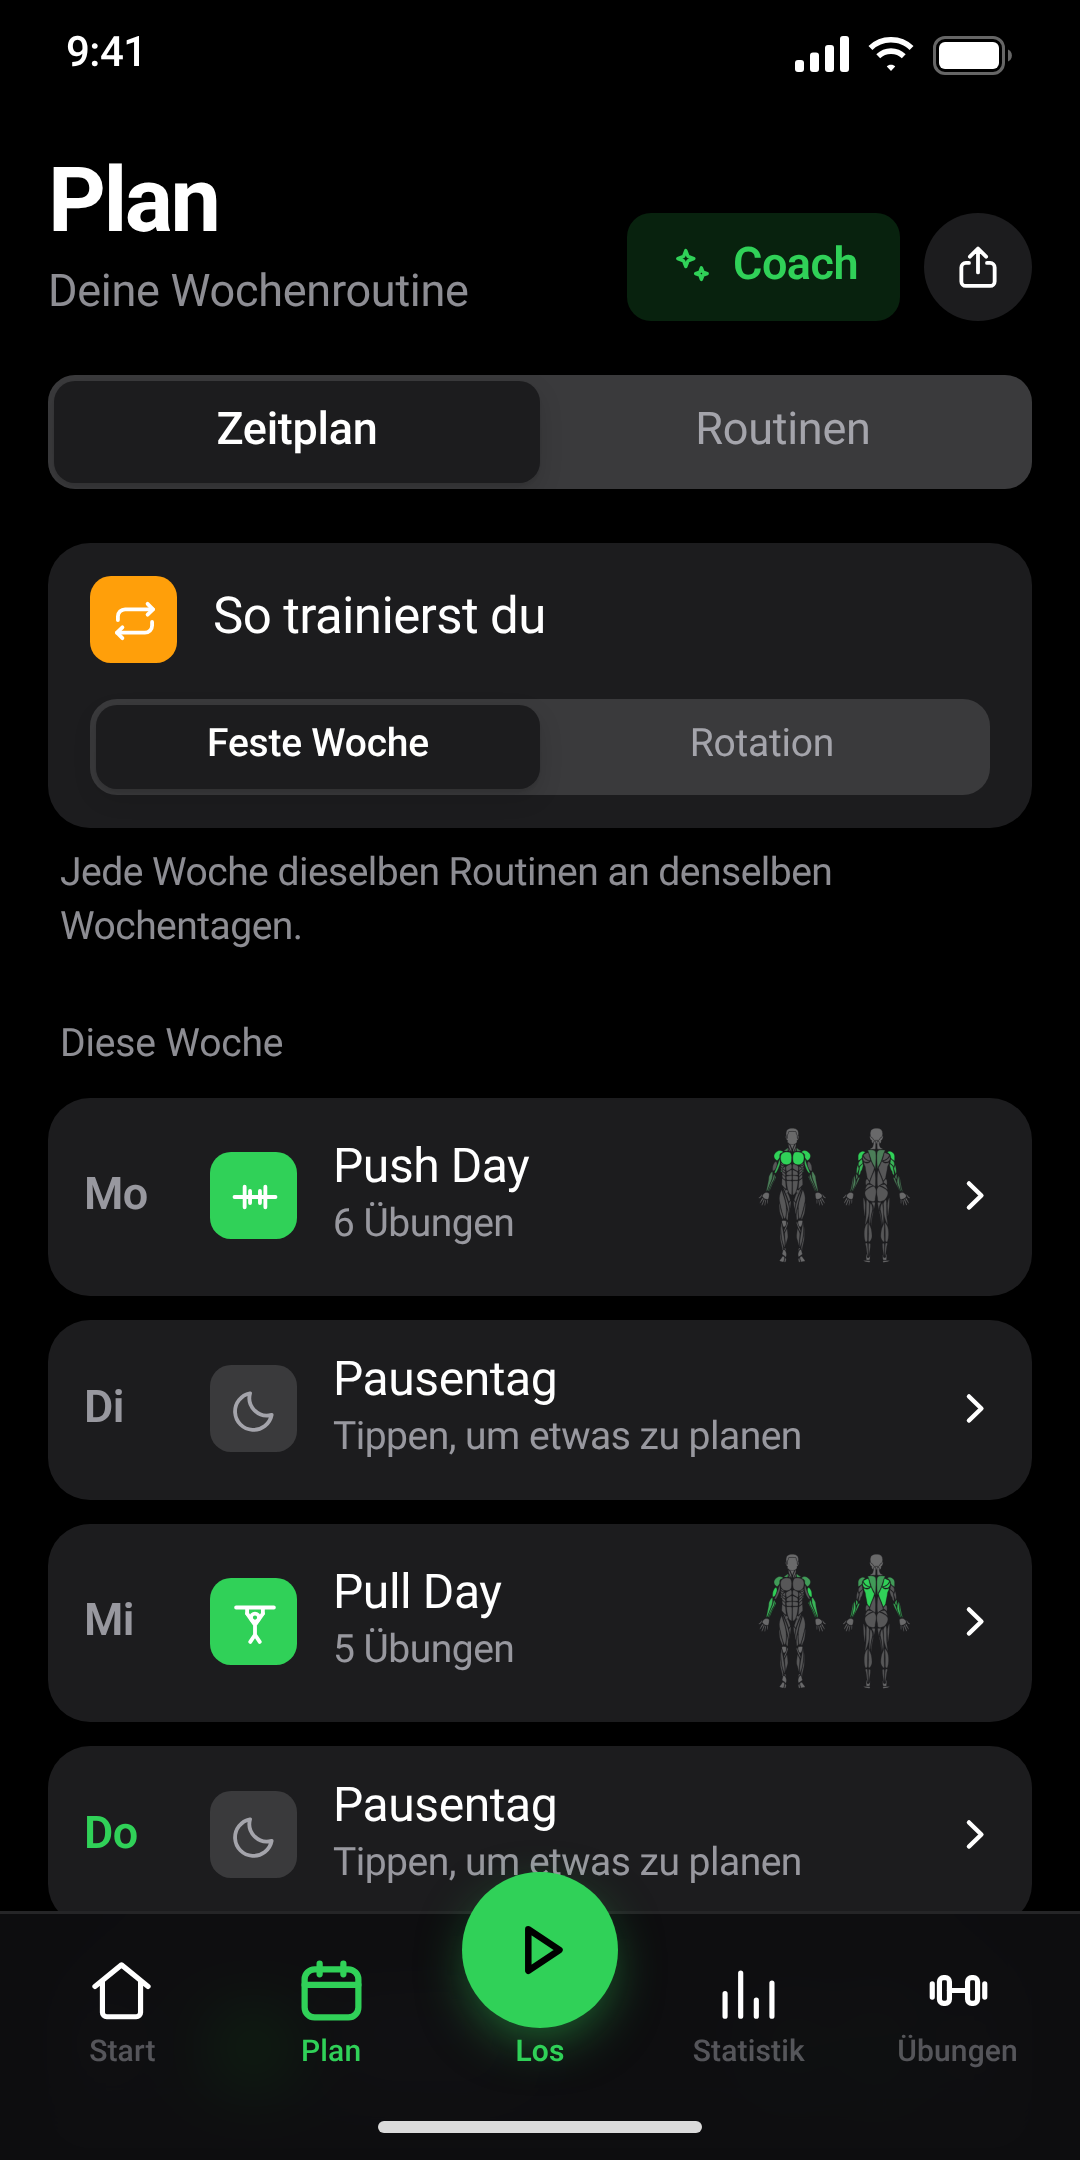 9:41
Plan
Deine Wochenroutine
Coach
Zeitplan
Routinen
So trainierst du
Feste Woche
Rotation
Jede Woche dieselben Routinen an denselben
Wochentagen.
Diese Woche
Mo
Push Day
6 Übungen
Di
Pausentag
Tippen, um etwas zu planen
Mi
Pull Day
5 Übungen
Do
Pausentag
Tippen, um etwas zu planen
Start
Plan
Los
Statistik
Übungen